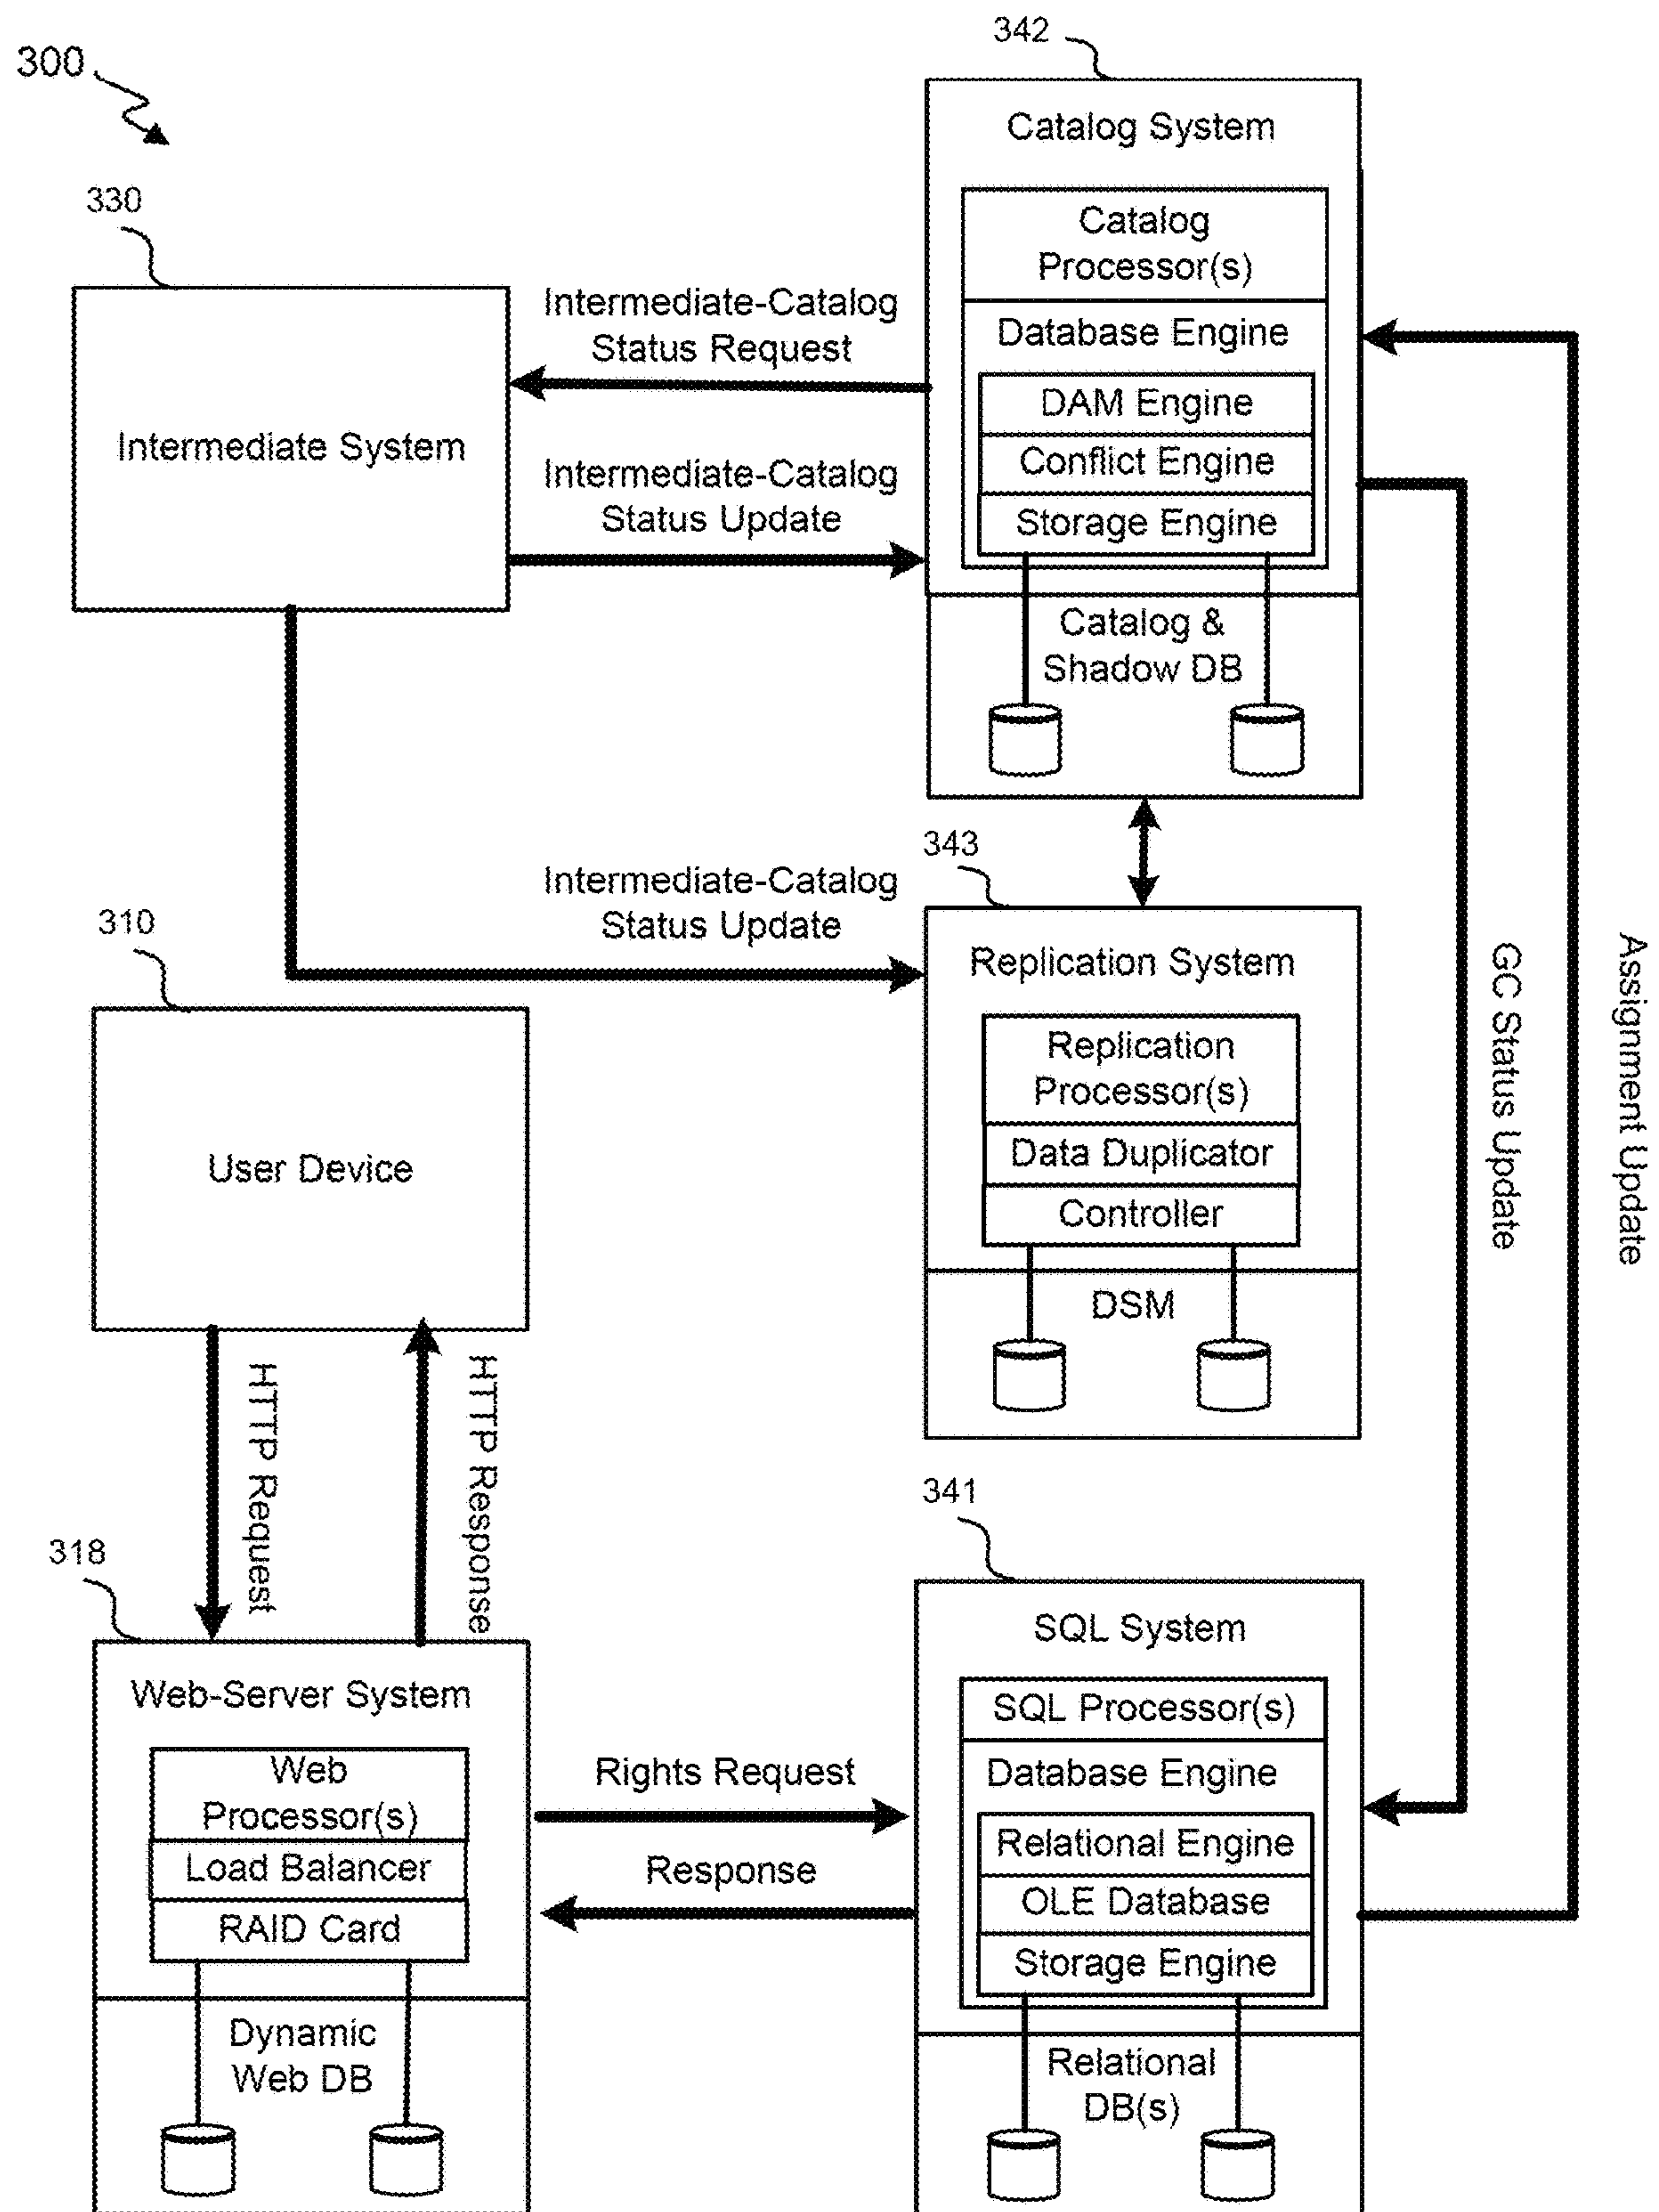 300
342
Catalog System
Catalog
Processor(s)
Database Engine
DAM Engine
Conflict Engine
Storage Engine
Catalog &
Shadow DB
330
Intermediate System
Intermediate-Catalog
Status Request
Intermediate-Catalog
Status Update
Intermediate-Catalog
Status Update
343
Replication System
Replication
Processor(s)
Data Duplicator
Controller
DSM
GC Status Update
Assignment Update
310
User Device
HTTP Request
HTTP Response
318
Web-Server System
Web
Processor(s)
Load Balancer
RAID Card
Dynamic
Web DB
Rights Request
Response
341
SQL System
SQL Processor(s)
Database Engine
Relational Engine
OLE Database
Storage Engine
Relational
DB(s)